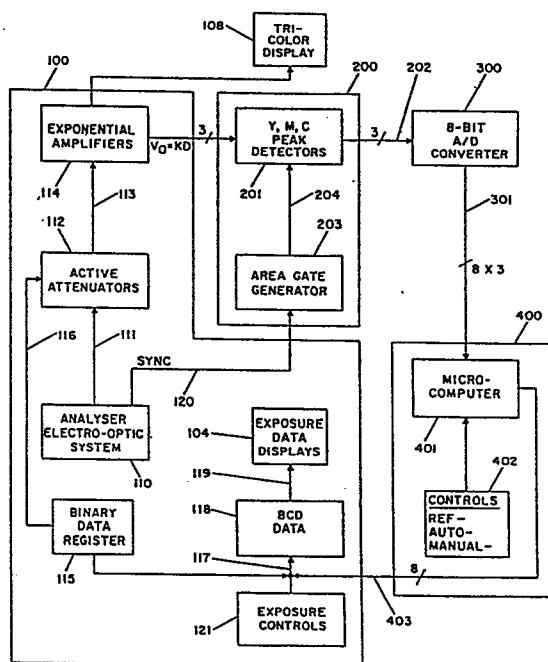 108
TRI-
COLOR
DISPLAY
100
200
202
300
EXPONENTIAL
AMPLIFIERS
V₀=KD
3
Y, M, C
PEAK
DETECTORS
3
8-BIT
A/D
CONVERTER
114
113
201
204
301
112
203
ACTIVE
ATTENUATORS
AREA GATE
GENERATOR
8 X 3
116
111
SYNC
120
400
ANALYSER
ELECTRO-OPTIC
SYSTEM
110
104
EXPOSURE
DATA
DISPLAYS
MICRO-
COMPUTER
401
402
119
118
BCD
DATA
CONTROLS
REF-
AUTO-
MANUAL-
BINARY
DATA
REGISTER
115
117
8
403
121
EXPOSURE
CONTROLS